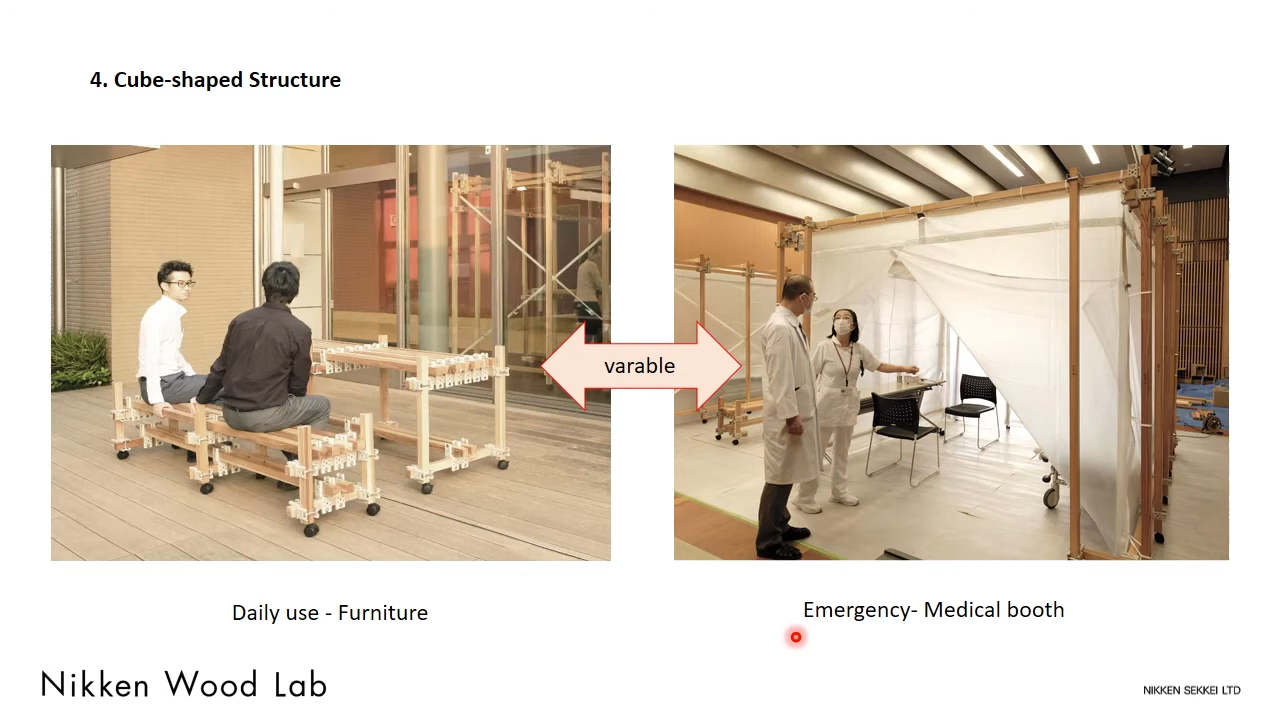 4. Cube-shaped Structure
varable
Daily use - Furniture
Emergency- Medical booth
Nikken Wood Lab
NIKKEN SEKKEI LTD